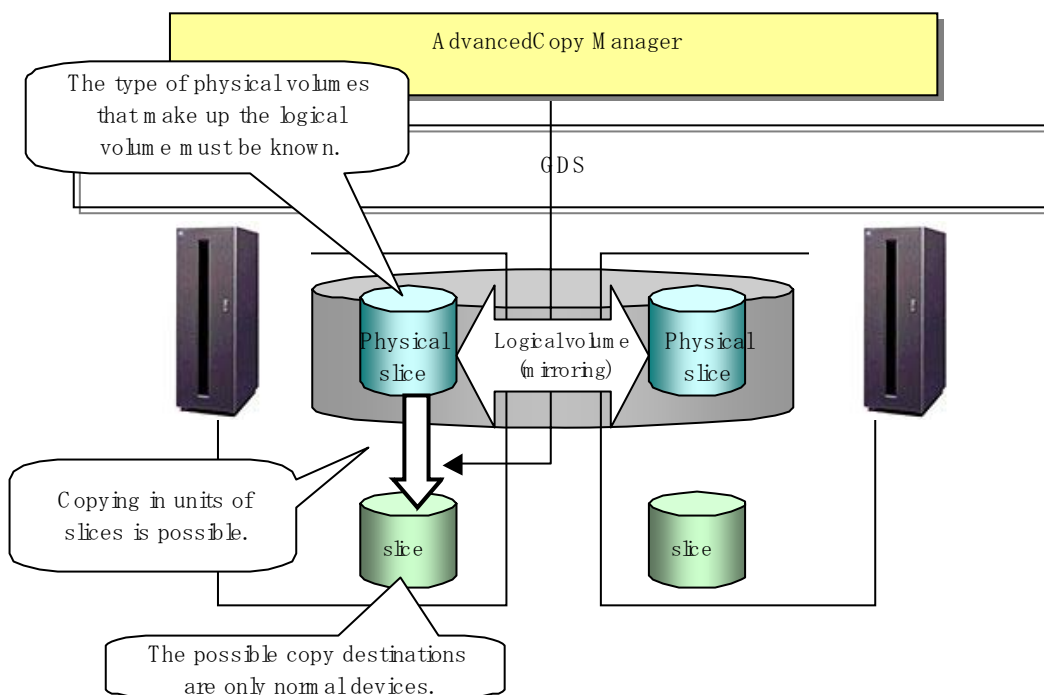 AdvancedCopy Manager
The type of physical volumes
that make up the logical
volume must be known.
GDS
Physical
slice
Logical volume
(mirroring)
Physical
slice
Copying in units of
slices is possible.
slice
slice
The possible copy destinations
are only normal devices.